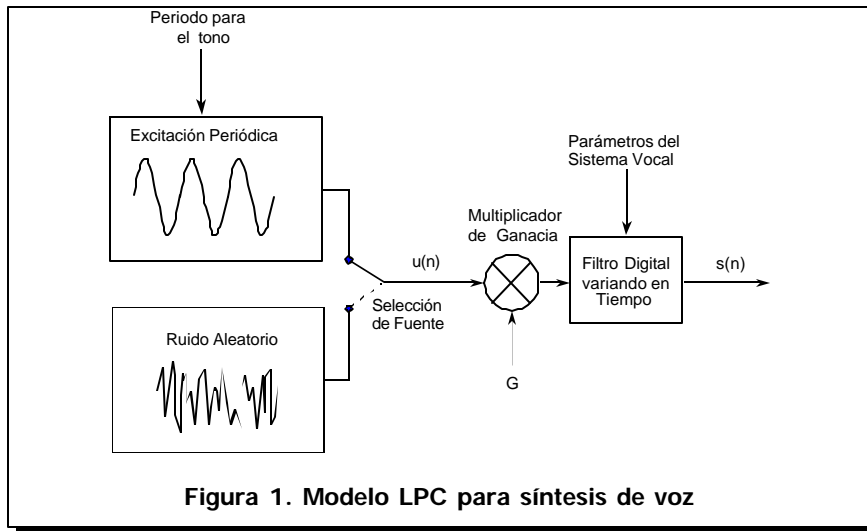 Periodo para
el tono
Excitación Periódica
Parámetros del
Sistema Vocal
Multiplicador
de Ganacia
u(n)
Filtro Digital
variando en
Tiempo
s(n)
Selección
de Fuente
Ruido Aleatorio
G
Figura 1. Modelo LPC para síntesis de voz